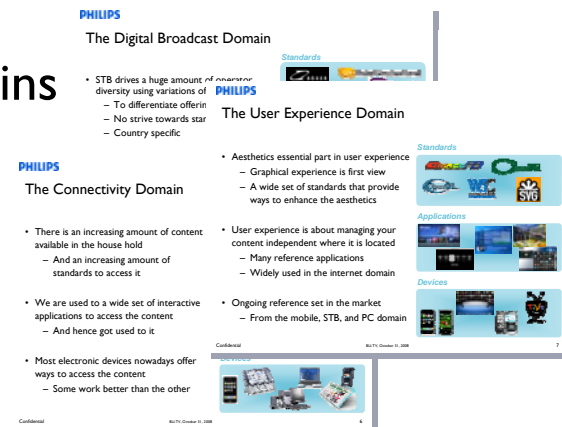 PHILIPS
The Digital Broadcast Domain
Standards
ins
• STB drives a huge amount of operator
diversity using variations of
– To differentiate offerin
– No strive towards star
– Country specific
PHILIPS
The User Experience Domain
• Aesthetics essential part in user experience
– Graphical experience is first view
– A wide set of standards that provide
ways to enhance the aesthetics
• User experience is about managing your
content independent where it is located
– Many reference applications
– Widely used in the internet domain
• Ongoing reference set in the market
– From the mobile, STB, and PC domain
Standards
SVG
Applications
Devices
TiVo
Confidential
7
PHILIPS
The Connectivity Domain
• There is an increasing amount of content
available in the house hold
– And an increasing amount of
standards to access it
• We are used to a wide set of interactive
applications to access the content
– And hence got used to it
• Most electronic devices nowadays offer
ways to access the content
– Some work better than the other
Devices
Confidential
6